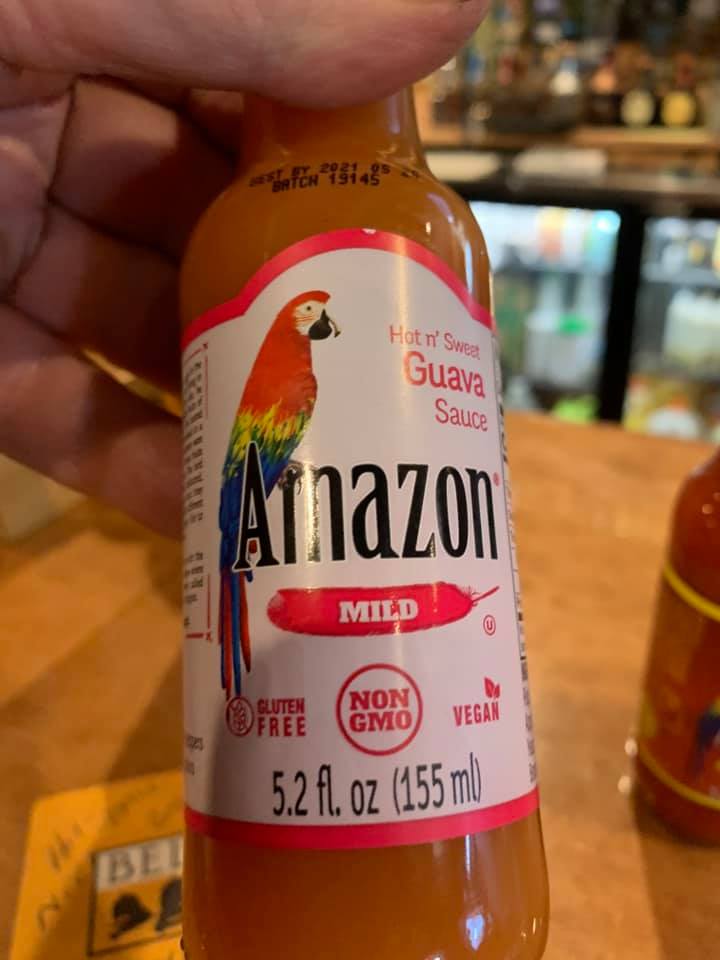 BEST BY 2021 05
BATCH 19145
Hot n' Sweet
Guava
Sauce
Amazon®
MILD
U
GLUTEN
FREE
NON
GMO
VEGAN
5.2 fl. oz (155 ml)
BEL